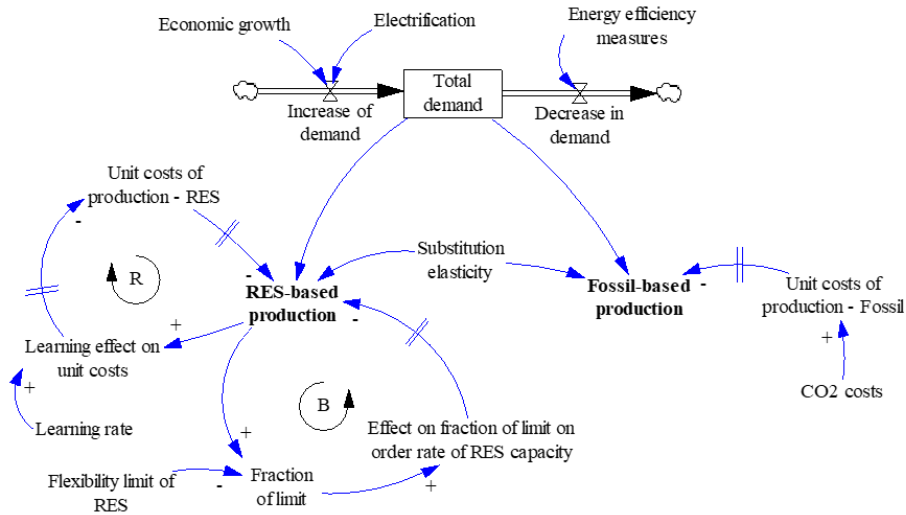 Economic growth
Electrification
Energy efficiency
measures
Total
demand
Increase of
demand
Decrease in
demand
Unit costs of
production - RES
-
R
-
RES-based
production
Substitution
elasticity
Fossil-based
production
-
Unit costs of
production - Fossil
+
CO2 costs
+
Learning effect on
unit costs
+
Learning rate
-
B
+
Effect on fraction of limit on
order rate of RES capacity
+
Flexibility limit of
RES
-
Fraction
of limit